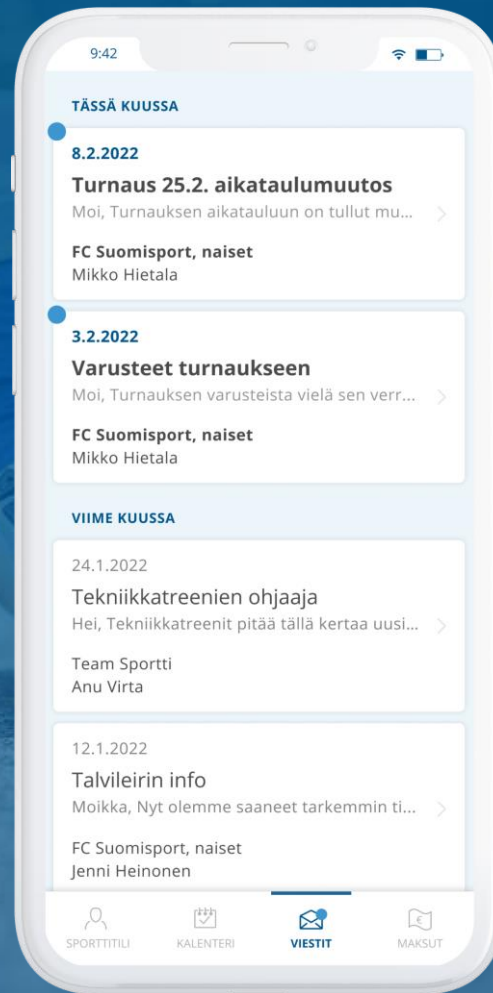 9:42
TÄSSÄ KUUSSA
8.2.2022
Turnaus 25.2. aikataulumuutos
Moi, Turnauksen aikatauluun on tullut mu...
FC Suomisport, naiset
Mikko Hietala
3.2.2022
Varusteet turnaukseen
Moi, Turnauksen varusteista vielä sen verr...
FC Suomisport, naiset
Mikko Hietala
VIIME KUUSSA
24.1.2022
Tekniikkatreenien ohjaaja
Hei, Tekniikkatreenit pitää tällä kertaa uusi...
Team Sportti
Anu Virta
12.1.2022
Talvileirin info
Moikka, Nyt olemme saaneet tarkemmin ti...
FC Suomisport, naiset
Jenni Heinonen
SPORTTITILI KALENTERI VIESTIT MAKSUT